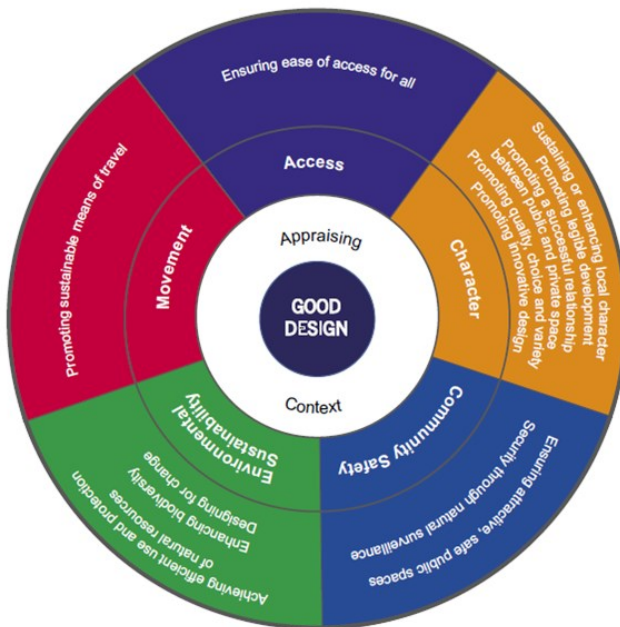 Ensuring ease of access for all
Access
Sustaining or enhancing local character
Promoting legible development
Promoting a successful relationship
between public and private space
Promoting quality, choice and variety
Promoting innovative design
Character
Community Safety
Ensuring attractive, safe public spaces
Security through natural surveillance
Environmental
Sustainability
Achieving efficient use and protection
of natural resources
Enhancing biodiversity
Designing for change
Movement
Promoting sustainable means of travel
Appraising
GOOD
DESIGN
Context